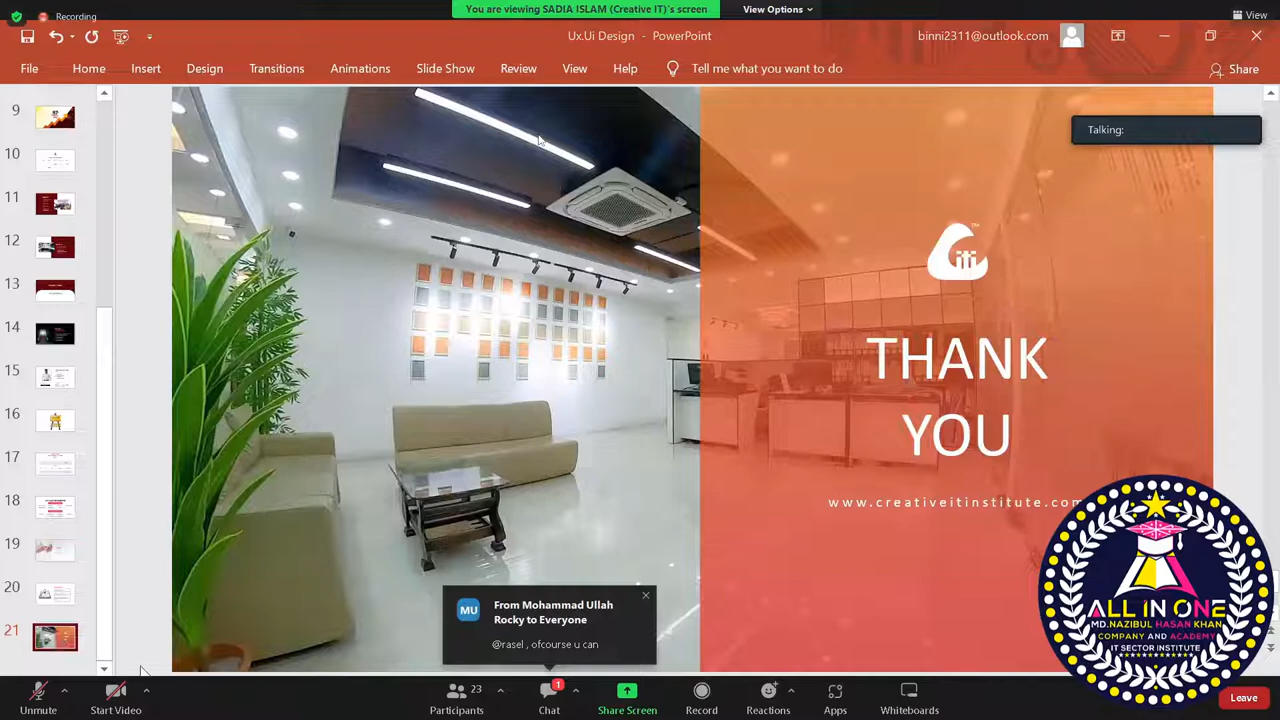 Recording
You are viewing SADIA ISLAM (Creative IT)'s screen
View Options
View
Ux.Ui Design - PowerPoint
binni2311@outlook.com
File Home Insert Design Transitions Animations Slide Show Review View Help Tell me what you want to do
Share
Talking:
9
10
11
12
13
14
15
16
17
18
19
20
21
iti
TM
THANK
YOU
www.creativeitinstitute.com
MU
From Mohammad Ullah
Rocky to Everyone
@rasel , ofcourse u can
ALL IN ONE
MD.NAZIBUL HASAN KHAN
COMPANY AND ACADEMY
IT SECTOR INSTITUTE
Unmute
Start Video
23
Participants
1
Chat
Share Screen
Record
Reactions
Apps
Whiteboards
Leave